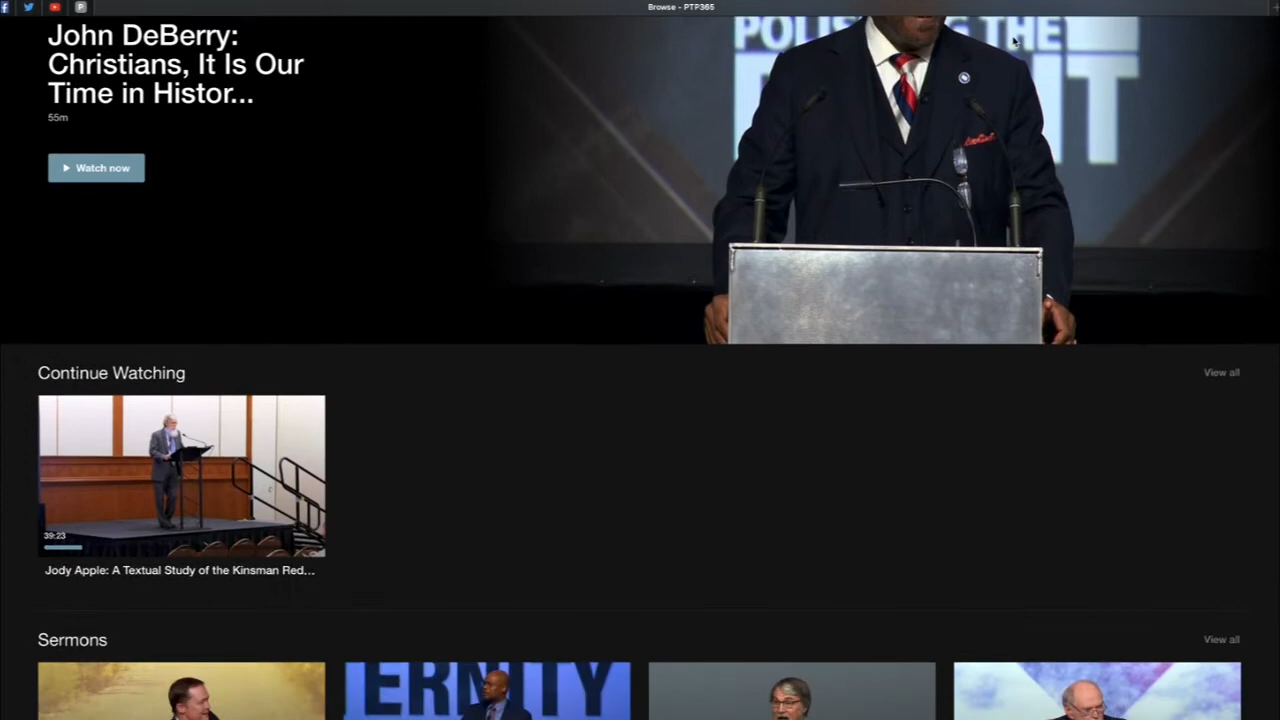 Browse - PTP365
John DeBerry:
Christians, It Is Our
Time in Histor...
55m
Watch now
THE
Continue Watching
View all
39:23
Jody Apple: A Textual Study of the Kinsman Red...
Sermons
View all
ERNITY